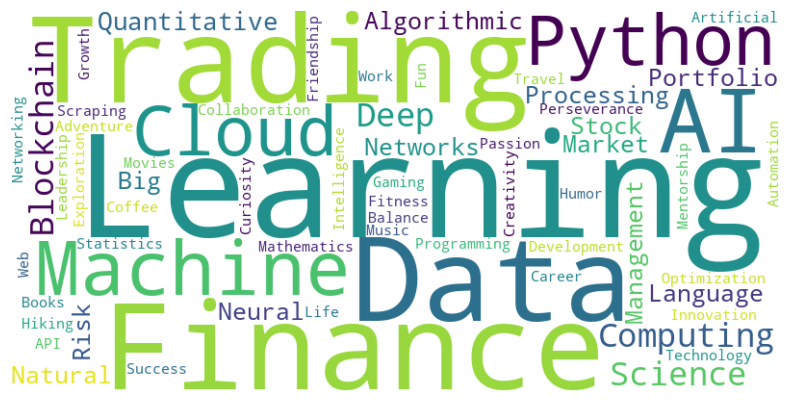 Trading
Quantitative
Algorithmic
Artificial
Python
Growth
Friendship
Work
Fun
Travel
Portfolio
Blockchain
Networking
Scraping
Collaboration
Processing
Perseverance
AI
Adventure
Cloud
Deep
Stock
Leadership
Exploration
Movies
Networks
Passion
Market
Big
Curiosity
Intelligence
Learning
Gaming
Creativity
Humor
Mentorship
Automation
Coffee
Fitness
Balance
Music
Statistics
Mathematics
Programming
Development
Management
Web
Machine
Data
Career
Optimization
Language
Books
Risk
Neural
Life
Innovation
Hiking
API
Finance
Computing
Technology
Natural
Success
Science